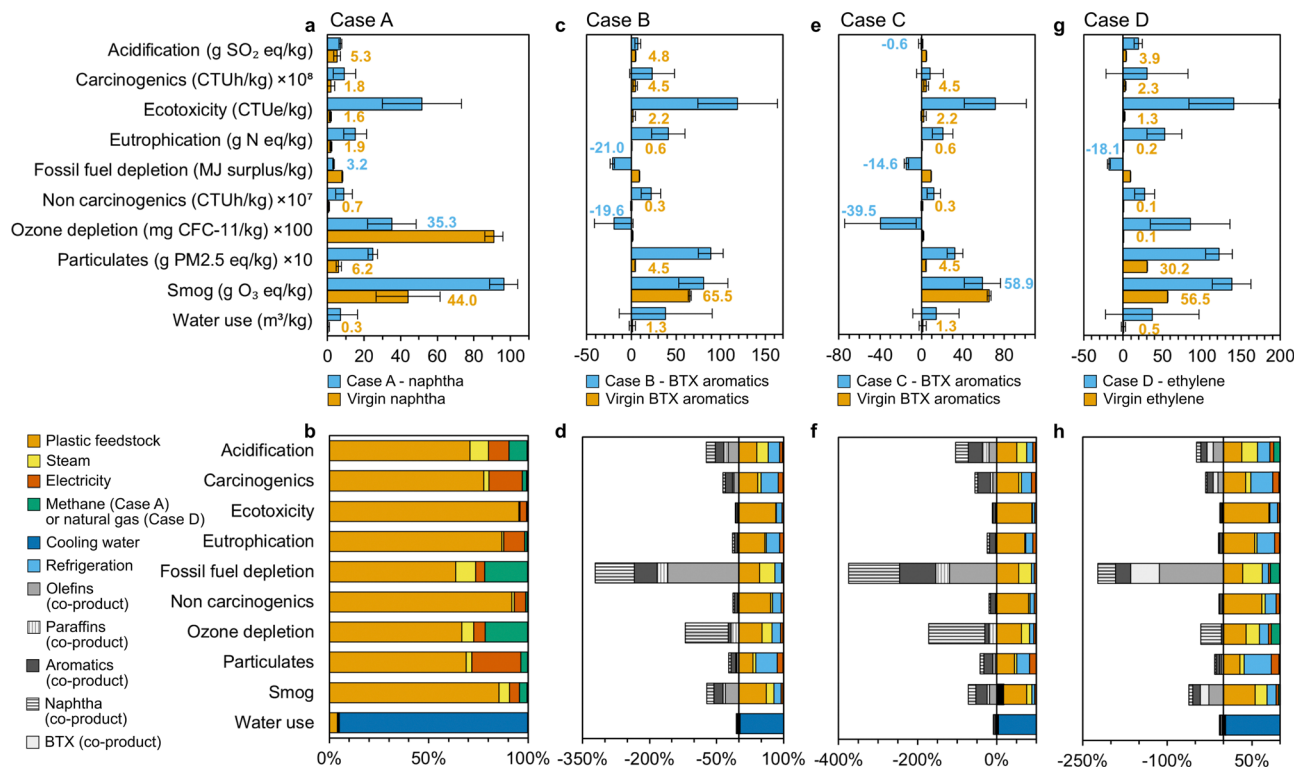 a Case A
c Case B
e Case C
g Case D
Acidification (g SO₂ eq/kg)
Carcinogenics (CTUh/kg) ×10⁸
Ecotoxicity (CTUe/kg)
Eutrophication (g N eq/kg)
Fossil fuel depletion (MJ surplus/kg)
Non carcinogenics (CTUh/kg) ×10⁷
Ozone depletion (mg CFC-11/kg) ×100
Particulates (g PM2.5 eq/kg) ×10
Smog (g O₃ eq/kg)
Water use (m³/kg)
5.3
1.8
1.6
1.9
3.2
0.7
35.3
6.2
44.0
0.3
0 20 40 60 80 100
Case A - naphtha
Virgin naphtha
4.8
4.5
2.2
0.6
-21.0
0.3
-19.6
4.5
65.5
1.3
-50 0 50 100 150
Case B - BTX aromatics
Virgin BTX aromatics
-0.6
4.5
2.2
0.6
-14.6
0.3
-39.5
4.5
58.9
1.3
-80 -40 0 40 80
Case C - BTX aromatics
Virgin BTX aromatics
3.9
2.3
1.3
0.2
-18.1
0.1
0.1
30.2
56.5
0.5
-50 0 50 100 150 200
Case D - ethylene
Virgin ethylene
Plastic feedstock
Steam
Electricity
Methane (Case A)
or natural gas (Case D)
Cooling water
Refrigeration
Olefins
(co-product)
Paraffins
(co-product)
Aromatics
(co-product)
Naphtha
(co-product)
BTX (co-product)
b
d
f
h
Acidification
Carcinogenics
Ecotoxicity
Eutrophication
Fossil fuel depletion
Non carcinogenics
Ozone depletion
Particulates
Smog
Water use
0% 50% 100%
-350% -200% -50% 100%
-400% -200% 0%
-250% -100% 50%